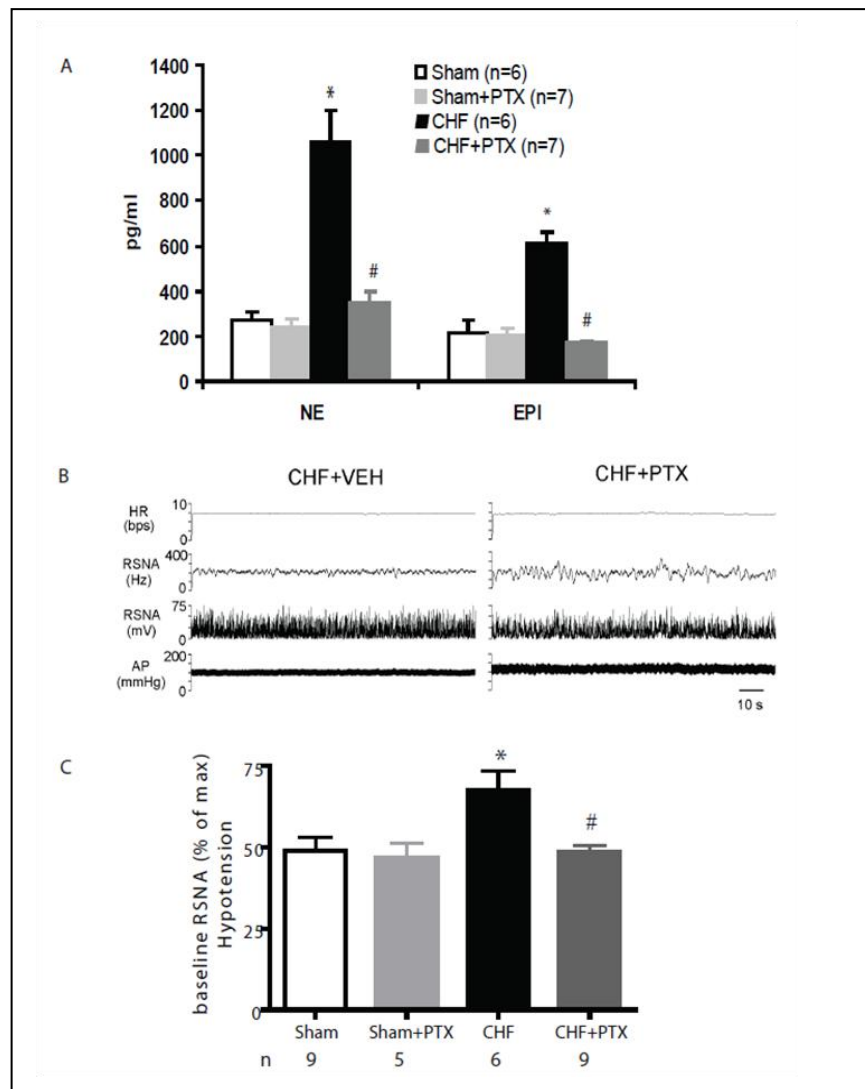 A
1400
1200
1000
800
600
400
200
0
pg/ml
Sham (n=6)
Sham+PTX (n=7)
CHF (n=6)
CHF+PTX (n=7)
*
#
*
#
NE
EPI
B
CHF+VEH
CHF+PTX
HR
(bps)
10
0
RSNA
(Hz)
400
0
RSNA
(mV)
75
0
AP
(mmHg)
200
0
10 s
C
baseline RSNA (% of max)
Hypotension
75
50
25
0
*
#
Sham Sham+PTX CHF CHF+PTX
n 9 5 6 9